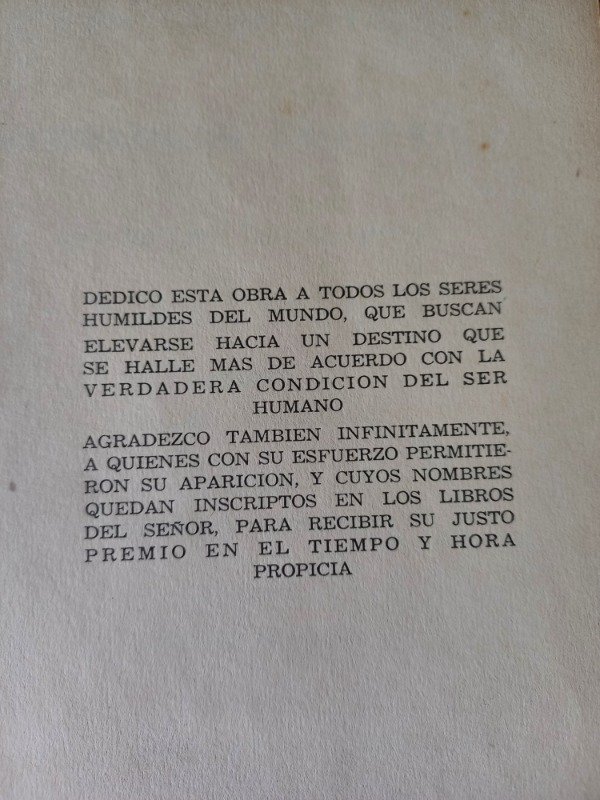 DEDICO ESTA OBRA A TODOS LOS SERES
HUMILDES DEL MUNDO, QUE BUSCAN
ELEVARSE HACIA UN DESTINO QUE
SE HALLE MAS DE ACUERDO CON LA
VERDADERA CONDICION DEL SER
HUMANO
AGRADEZCO TAMBIEN INFINITAMENTE,
A QUIENES CON SU ESFUERZO PERMITIE-
RON SU APARICION, Y CUYOS NOMBRES
QUEDAN INSCRIPTOS EN LOS LIBROS
DEL SEÑOR, PARA RECIBIR SU JUSTO
PREMIO EN EL TIEMPO Y HORA
PROPICIA